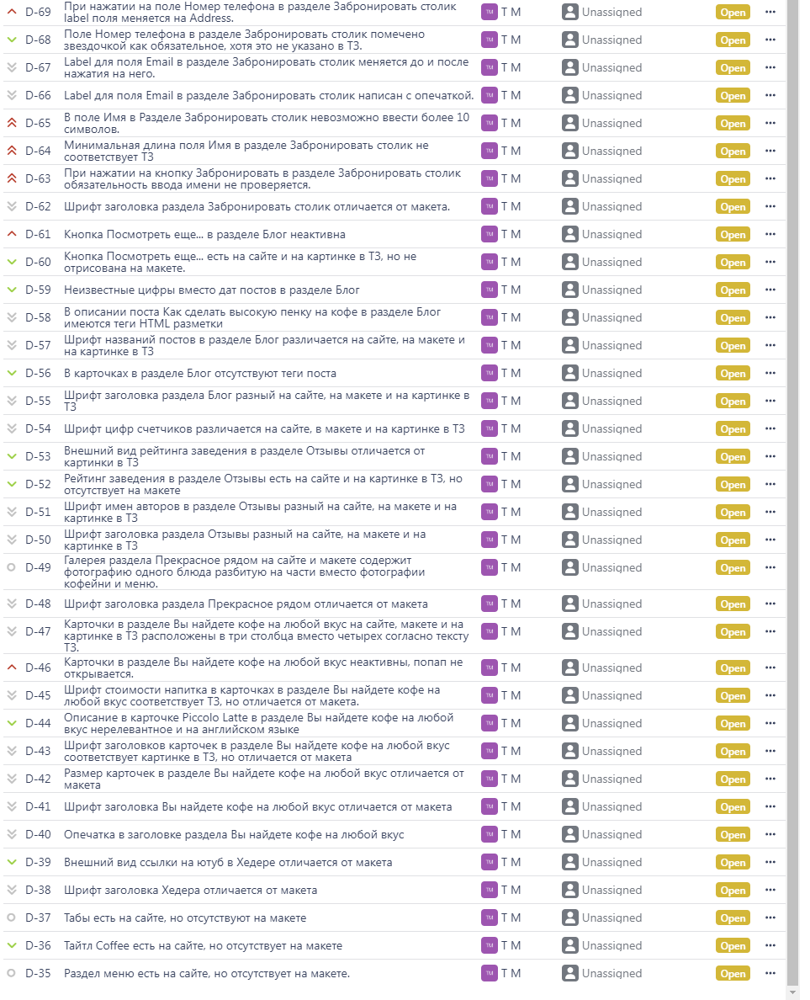 D-69 При нажатии на поле Номер телефона в разделе Забронировать столик
label поля меняется на Address. TM T M Unassigned Open
D-68 Поле Номер телефона в разделе Забронировать столик помечено
звездочкой как обязательное, хотя это не указано в ТЗ. TM T M Unassigned Open
D-67 Label для поля Email в разделе Забронировать столик меняется до и после
нажатия на него. TM T M Unassigned Open
D-66 Label для поля Email в разделе Забронировать столик написан с опечаткой. TM T M Unassigned Open
D-65 В поле Имя в Разделе Забронировать столик невозможно ввести более 10
символов. TM T M Unassigned Open
D-64 Минимальная длина поля Имя в разделе Забронировать столик не
соответствует ТЗ TM T M Unassigned Open
D-63 При нажатии на кнопку Забронировать в разделе Забронировать столик
обязательность ввода имени не проверяется. TM T M Unassigned Open
D-62 Шрифт заголовка раздела Забронировать столик отличается от макета. TM T M Unassigned Open
D-61 Кнопка Посмотреть еще... в разделе Блог неактивна TM T M Unassigned Open
D-60 Кнопка Посмотреть еще... есть на сайте и на картинке в ТЗ, но не
отрисована на макете. TM T M Unassigned Open
D-59 Неизвестные цифры вместо дат постов в разделе Блог TM T M Unassigned Open
D-58 В описании поста Как сделать высокую пенку на кофе в разделе Блог
имеются теги HTML разметки TM T M Unassigned Open
D-57 Шрифт названий постов в разделе Блог различается на сайте, на макете и
на картинке в ТЗ TM T M Unassigned Open
D-56 В карточках в разделе Блог отсутствуют теги поста TM T M Unassigned Open
D-55 Шрифт заголовка раздела Блог разный на сайте, на макете и на картинке в
ТЗ TM T M Unassigned Open
D-54 Шрифт цифр счетчиков различается на сайте, в макете и на картинке в ТЗ TM T M Unassigned Open
D-53 Внешний вид рейтинга заведения в разделе Отзывы отличается от
картинки в ТЗ TM T M Unassigned Open
D-52 Рейтинг заведения в разделе Отзывы есть на сайте и на картинке в ТЗ, но
отсутствует на макете TM T M Unassigned Open
D-51 Шрифт имен авторов в разделе Отзывы разный на сайте, на макете и на
картинке в ТЗ TM T M Unassigned Open
D-50 Шрифт заголовка раздела Отзывы разный на сайте, на макете и на
картинке в ТЗ TM T M Unassigned Open
D-49 Галерея раздела Прекрасное рядом на сайте и макете содержит
фотографию одного блюда разбитую на части вместо фотографии
кофейни и меню. TM T M Unassigned Open
D-48 Шрифт заголовка раздела Прекрасное рядом отличается от макета TM T M Unassigned Open
D-47 Карточки в разделе Вы найдете кофе на любой вкус на сайте, макете и на
картинке в ТЗ расположены в три столбца вместо четырех согласно тексту
ТЗ. TM T M Unassigned Open
D-46 Карточки в разделе Вы найдете кофе на любой вкус неактивны, попап не
открывается. TM T M Unassigned Open
D-45 Шрифт стоимости напитка в карточках в разделе Вы найдете кофе на
любой вкус соответствует ТЗ, но отличается от макета. TM T M Unassigned Open
D-44 Описание в карточке Piccolo Latte в разделе Вы найдете кофе на любой
вкус нерелевантное и на английском языке TM T M Unassigned Open
D-43 Шрифт заголовков карточек в разделе Вы найдете кофе на любой вкус
соответствует картинке в ТЗ, но отличается от макета TM T M Unassigned Open
D-42 Размер карточек в разделе Вы найдете кофе на любой вкус отличается от
макета TM T M Unassigned Open
D-41 Шрифт заголовка Вы найдете кофе на любой вкус отличается от макета TM T M Unassigned Open
D-40 Опечатка в заголовке раздела Вы найдете кофе на любой вкус TM T M Unassigned Open
D-39 Внешний вид ссылки на ютуб в Хедере отличается от макета TM T M Unassigned Open
D-38 Шрифт заголовка Хедера отличается от макета TM T M Unassigned Open
D-37 Табы есть на сайте, но отсутствуют на макете TM T M Unassigned Open
D-36 Тайтл Coffee есть на сайте, но отсутствует на макете TM T M Unassigned Open
D-35 Раздел меню есть на сайте, но отсутствует на макете. TM T M Unassigned Open